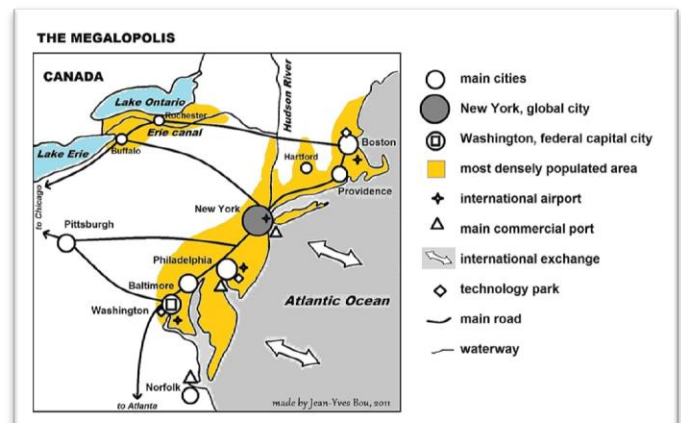 THE MEGALOPOLIS
CANADA
Lake Ontario
Rochester
Erie canal
Lake Erie
Buffalo
Hudson River
Boston
Hartford
Providence
to Chicago
New York
Pittsburgh
Philadelphia
Baltimore
Washington
Atlantic Ocean
Norfolk
to Atlanta
made by Jean-Yves Bou, 2011
main cities
New York, global city
Washington, federal capital city
most densely populated area
international airport
main commercial port
international exchange
technology park
main road
waterway